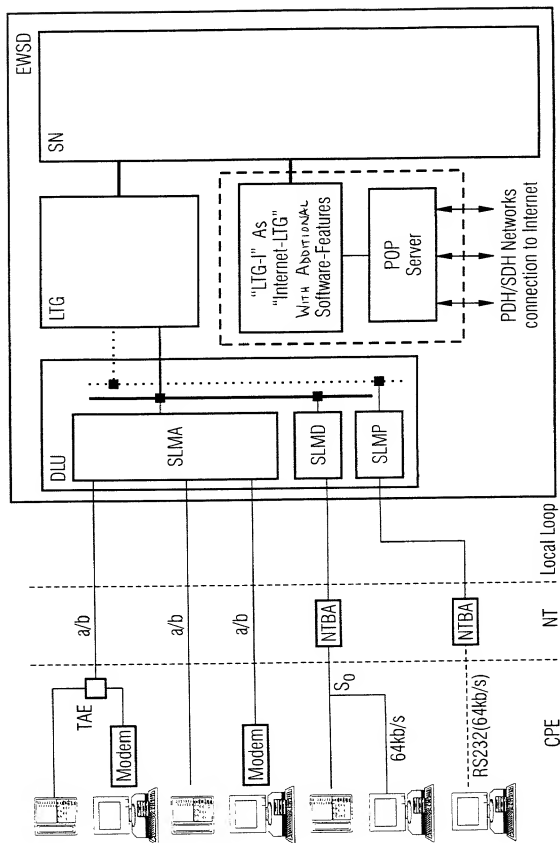 EWSD
SN
LTG
"LTG-I" As
"Internet-LTG"
With Additional
Software-Features
POP
Server
PDH/SDH Networks
connection to Internet
DLU
SLMA
SLMD
SLMP
Local Loop
a/b
a/b
a/b
NTBA
NTBA
NT
TAE
Modem
Modem
S0
64kb/s
RS232(64kb/s)
CPE